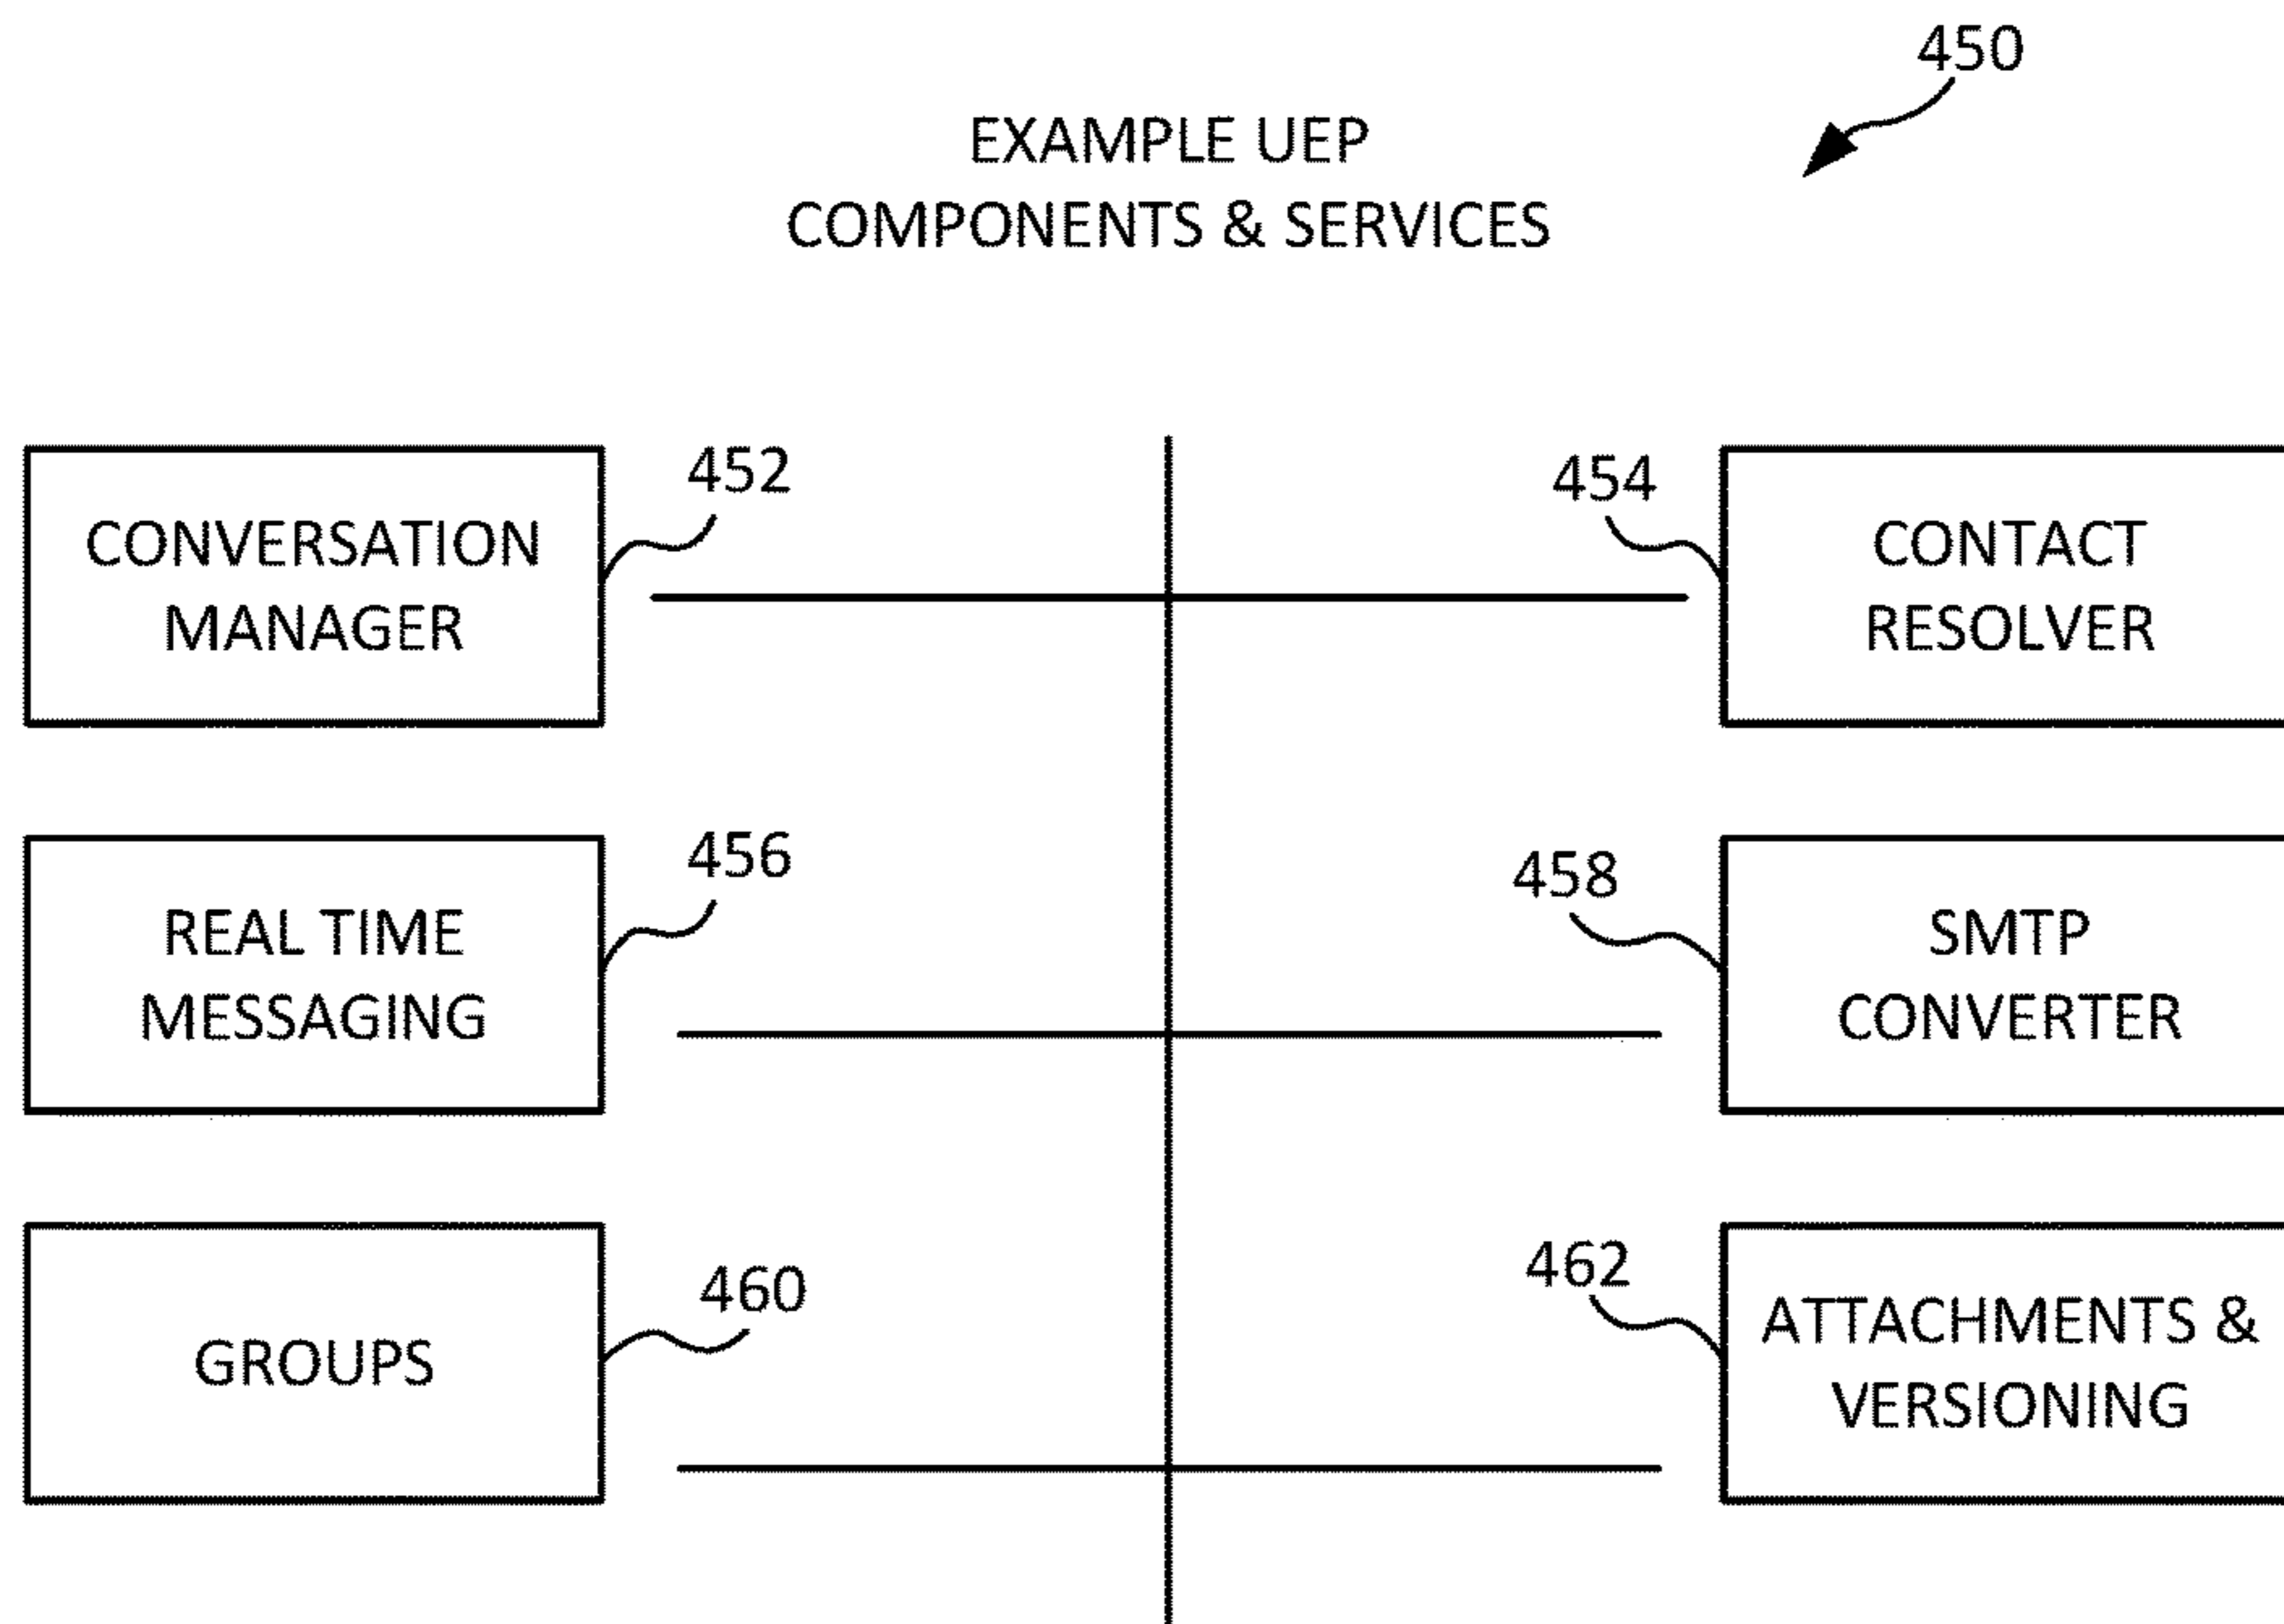 450
EXAMPLE UEP
COMPONENTS & SERVICES
452
CONVERSATION
MANAGER
454
CONTACT
RESOLVER
456
REAL TIME
MESSAGING
458
SMTP
CONVERTER
460
GROUPS
462
ATTACHMENTS &
VERSIONING